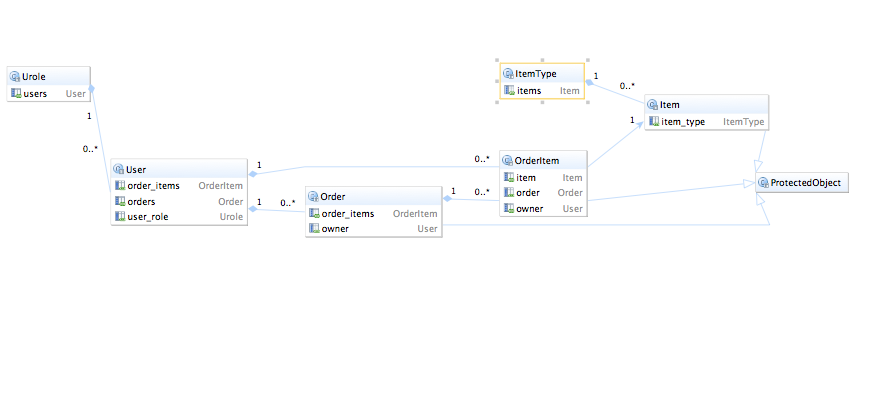 Urole
users User
1
0..*
ItemType
items Item
1
0..*
Item
item_type ItemType
1
User
order_items OrderItem
orders Order
user_role Urole
1
0..*
1
0..*
Order
order_items OrderItem
owner User
1
0..*
OrderItem
item Item
order Order
owner User
ProtectedObject